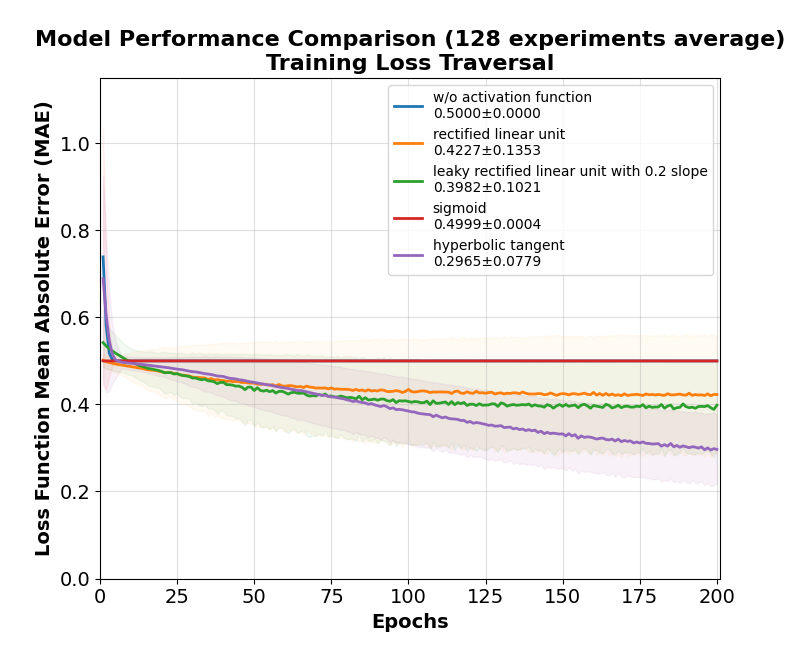 Model Performance Comparison (128 experiments average)
Training Loss Traversal
Loss Function Mean Absolute Error (MAE)
1.0
0.8
0.6
0.4
0.2
0.0
w/o activation function
0.5000±0.0000
rectified linear unit
0.4227±0.1353
leaky rectified linear unit with 0.2 slope
0.3982±0.1021
sigmoid
0.4999±0.0004
hyperbolic tangent
0.2965±0.0779
0 25 50 75 100 125 150 175 200
Epochs